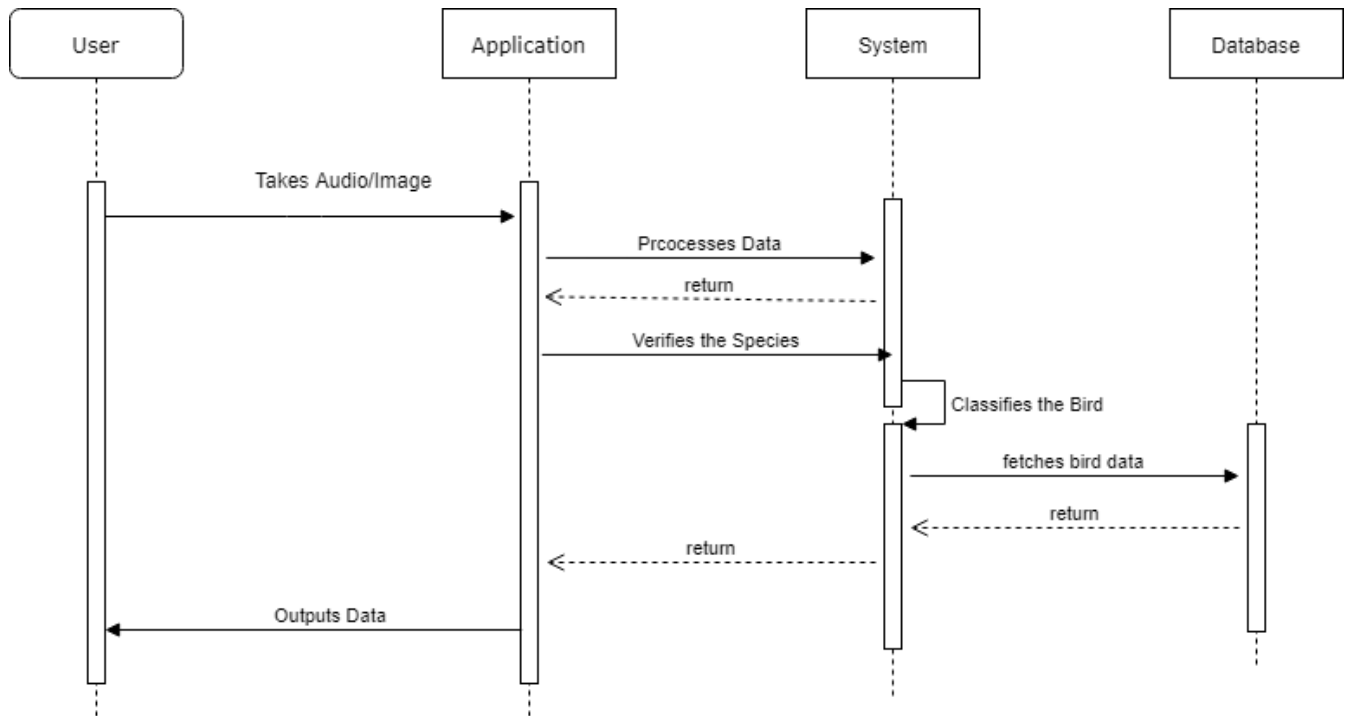 User
Application
System
Database
Takes Audio/Image
Prcocesses Data
return
Verifies the Species
Classifies the Bird
fetches bird data
return
return
Outputs Data